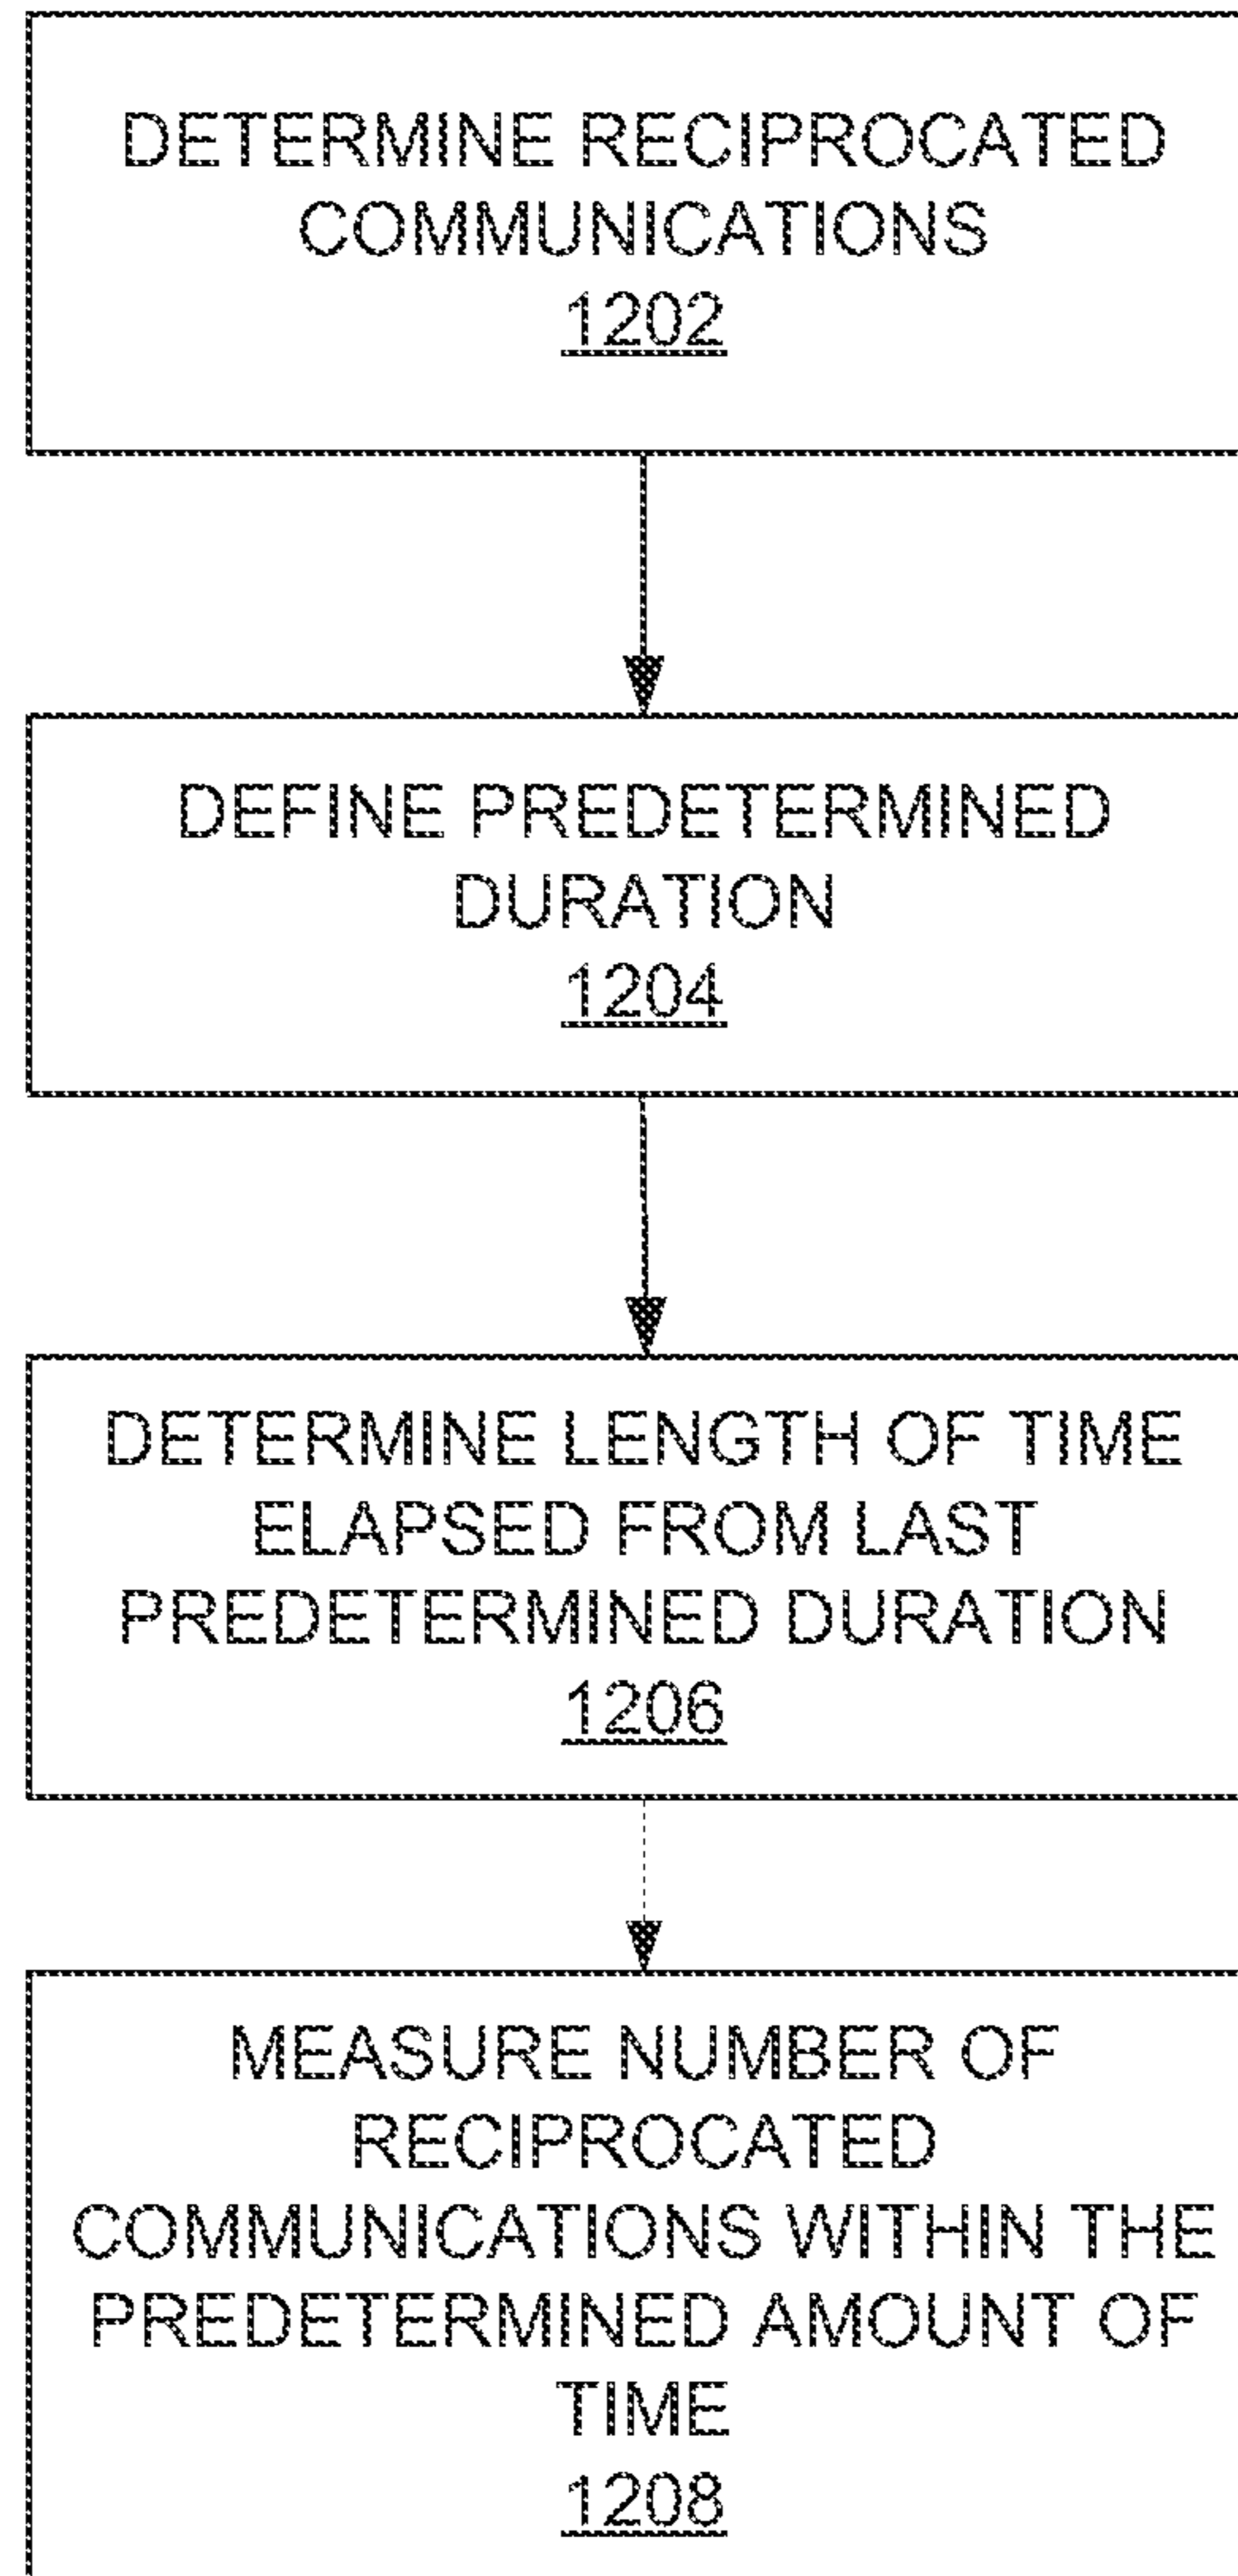 DETERMINE RECIPROCATED
COMMUNICATIONS
1202
DEFINE PREDETERMINED
DURATION
1204
DETERMINE LENGTH OF TIME
ELAPSED FROM LAST
PREDETERMINED DURATION
1206
MEASURE NUMBER OF
RECIPROCATED
COMMUNICATIONS WITHIN THE
PREDETERMINED AMOUNT OF
TIME
1208